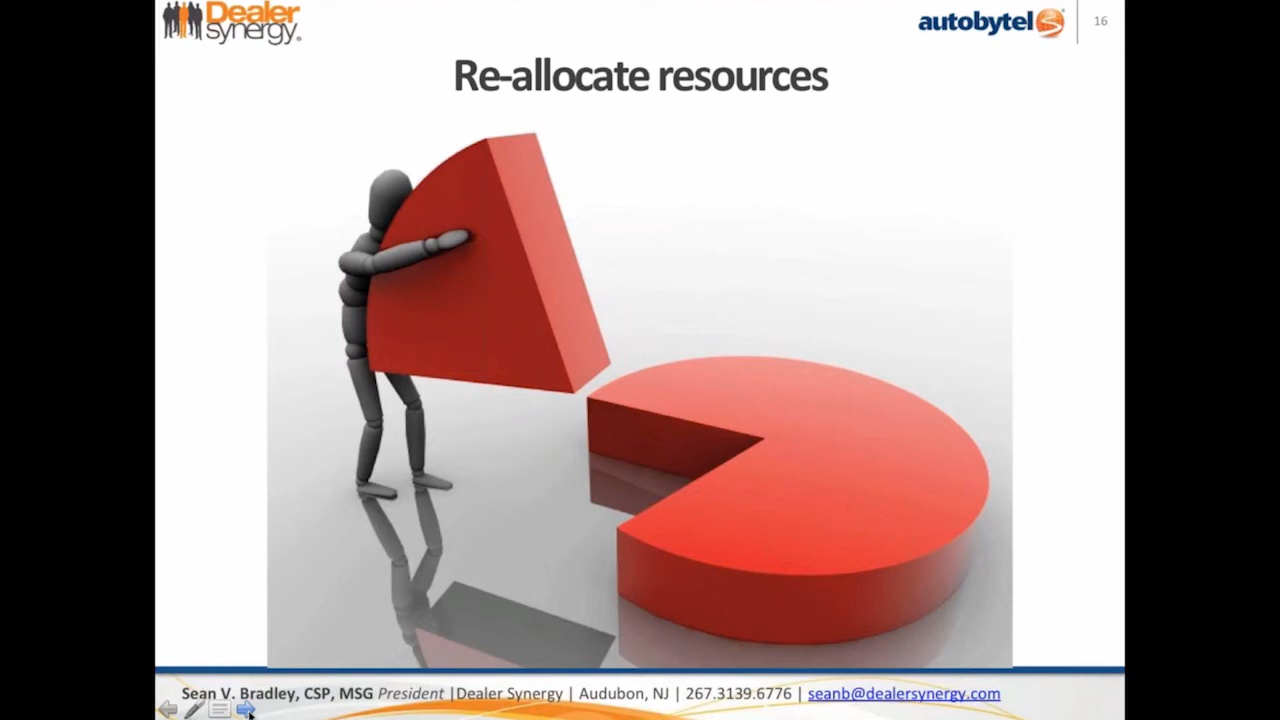 Dealer
synergy.
autobytel
16
Re-allocate resources
Sean V. Bradley, CSP, MSG President |Dealer Synergy | Audubon, NJ | 267.3139.6776 | seanb@dealersynergy.com